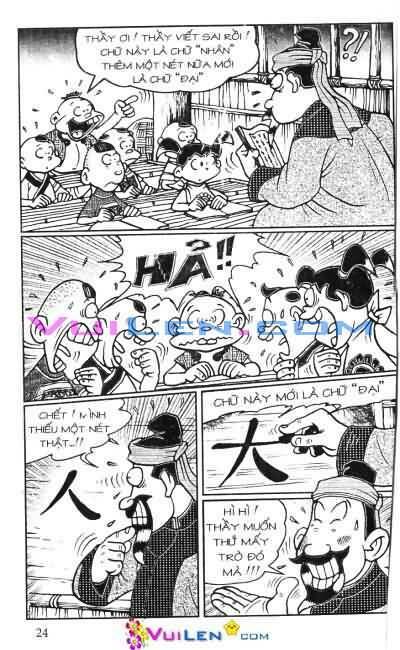 THẦY ƠI! THẦY VIẾT SAI RỒI!
CHỮ NÀY LÀ CHỮ "NHÂN"
THÊM MỘT NÉT NỮA MỚI
LÀ CHỮ "ĐẠI"
?!
HẢ!!
VUILEN.COM
CHẾT! MÌNH
THIẾU MỘT NÉT
THẬT...!!
人
CHỮ NÀY MỚI LÀ CHỮ "ĐẠI"
大
HÌ HÌ!
THẦY MUỐN
THỬ MẤY
TRÒ ĐÓ
MÀ!!!
24
VUILEN.COM